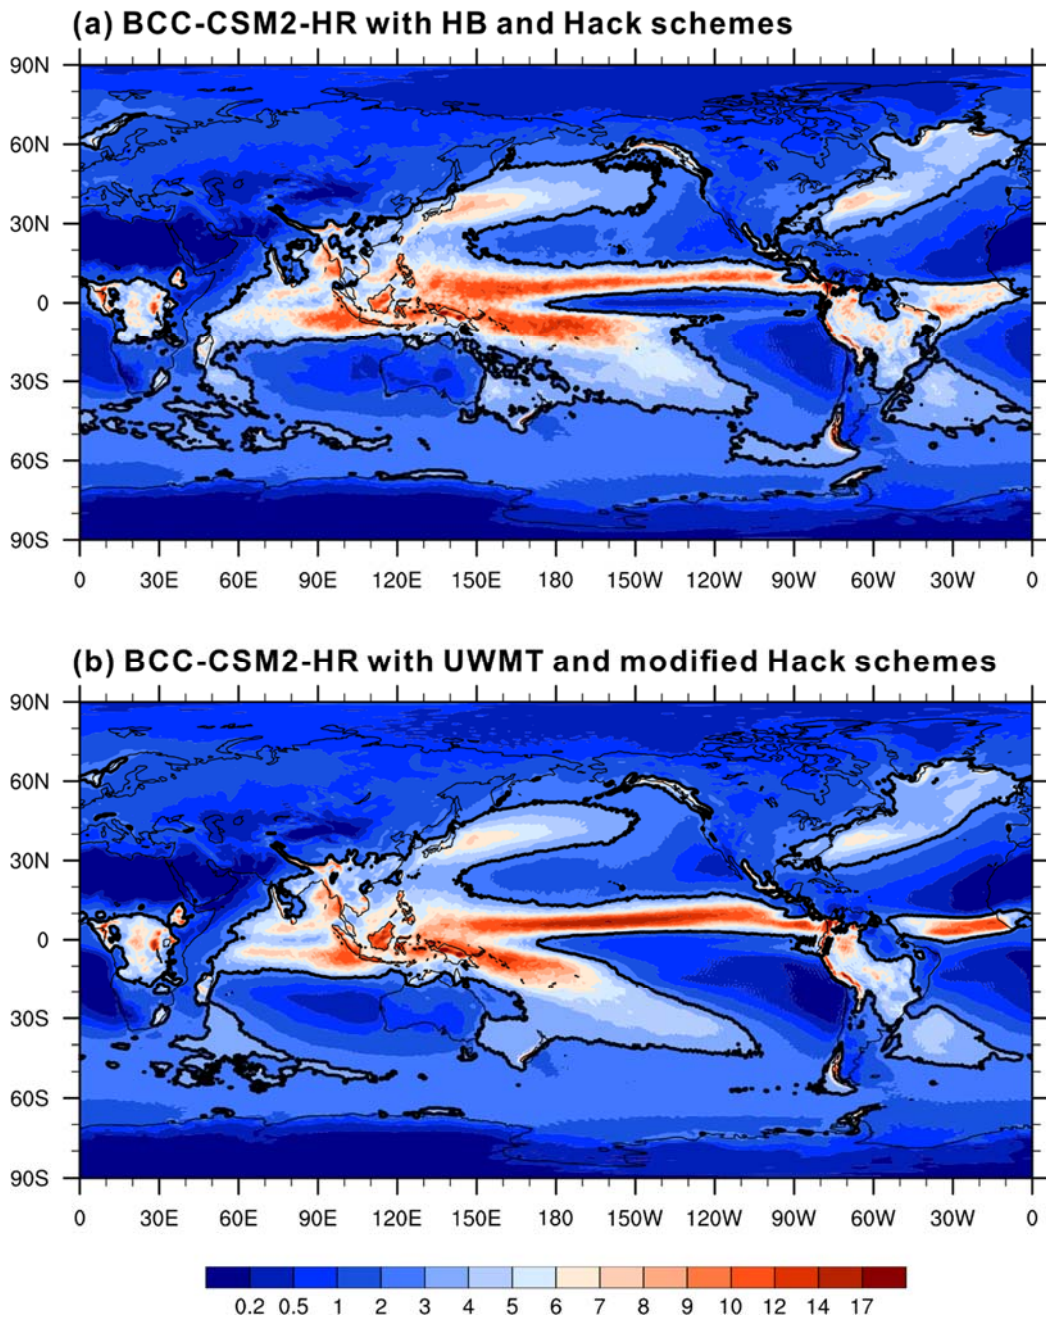 (a) BCC-CSM2-HR with HB and Hack schemes
90N
60N
30N
0
30S
60S
90S
0 30E 60E 90E 120E 150E 180 150W 120W 90W 60W 30W 0
(b) BCC-CSM2-HR with UWMT and modified Hack schemes
90N
60N
30N
0
30S
60S
90S
0 30E 60E 90E 120E 150E 180 150W 120W 90W 60W 30W 0
0.2 0.5 1 2 3 4 5 6 7 8 9 10 12 14 17